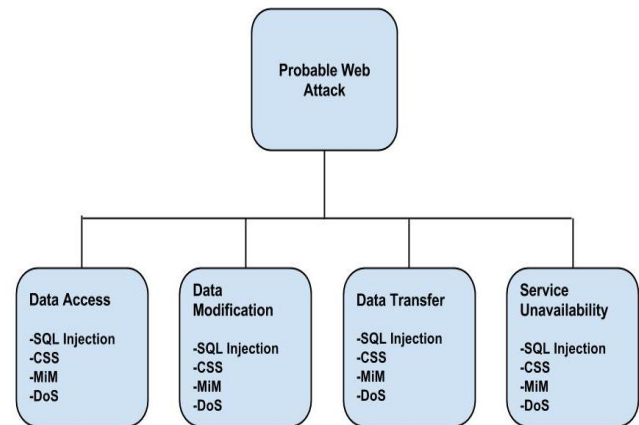 Probable Web
Attack
Data Access
-SQL Injection
-CSS
-MiM
-DoS
Data
Modification
-SQL Injection
-CSS
-MiM
-DoS
Data Transfer
-SQL Injection
-CSS
-MiM
-DoS
Service
Unavailability
-SQL Injection
-CSS
-MiM
-DoS